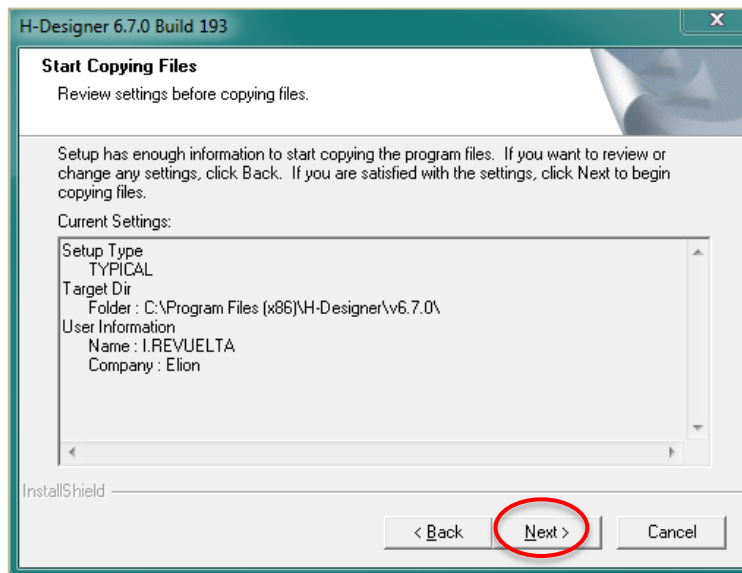 H-Designer 6.7.0 Build 193
Start Copying Files
Review settings before copying files.
Setup has enough information to start copying the program files. If you want to review or
change any settings, click Back. If you are satisfied with the settings, click Next to begin
copying files.
Current Settings:
Setup Type
TYPICAL
Target Dir
Folder : C:\Program Files (x86)\H-Designer\v6.7.0\
User Information
Name : I.REVUELTA
Company : Elion
InstallShield
< Back Next > Cancel